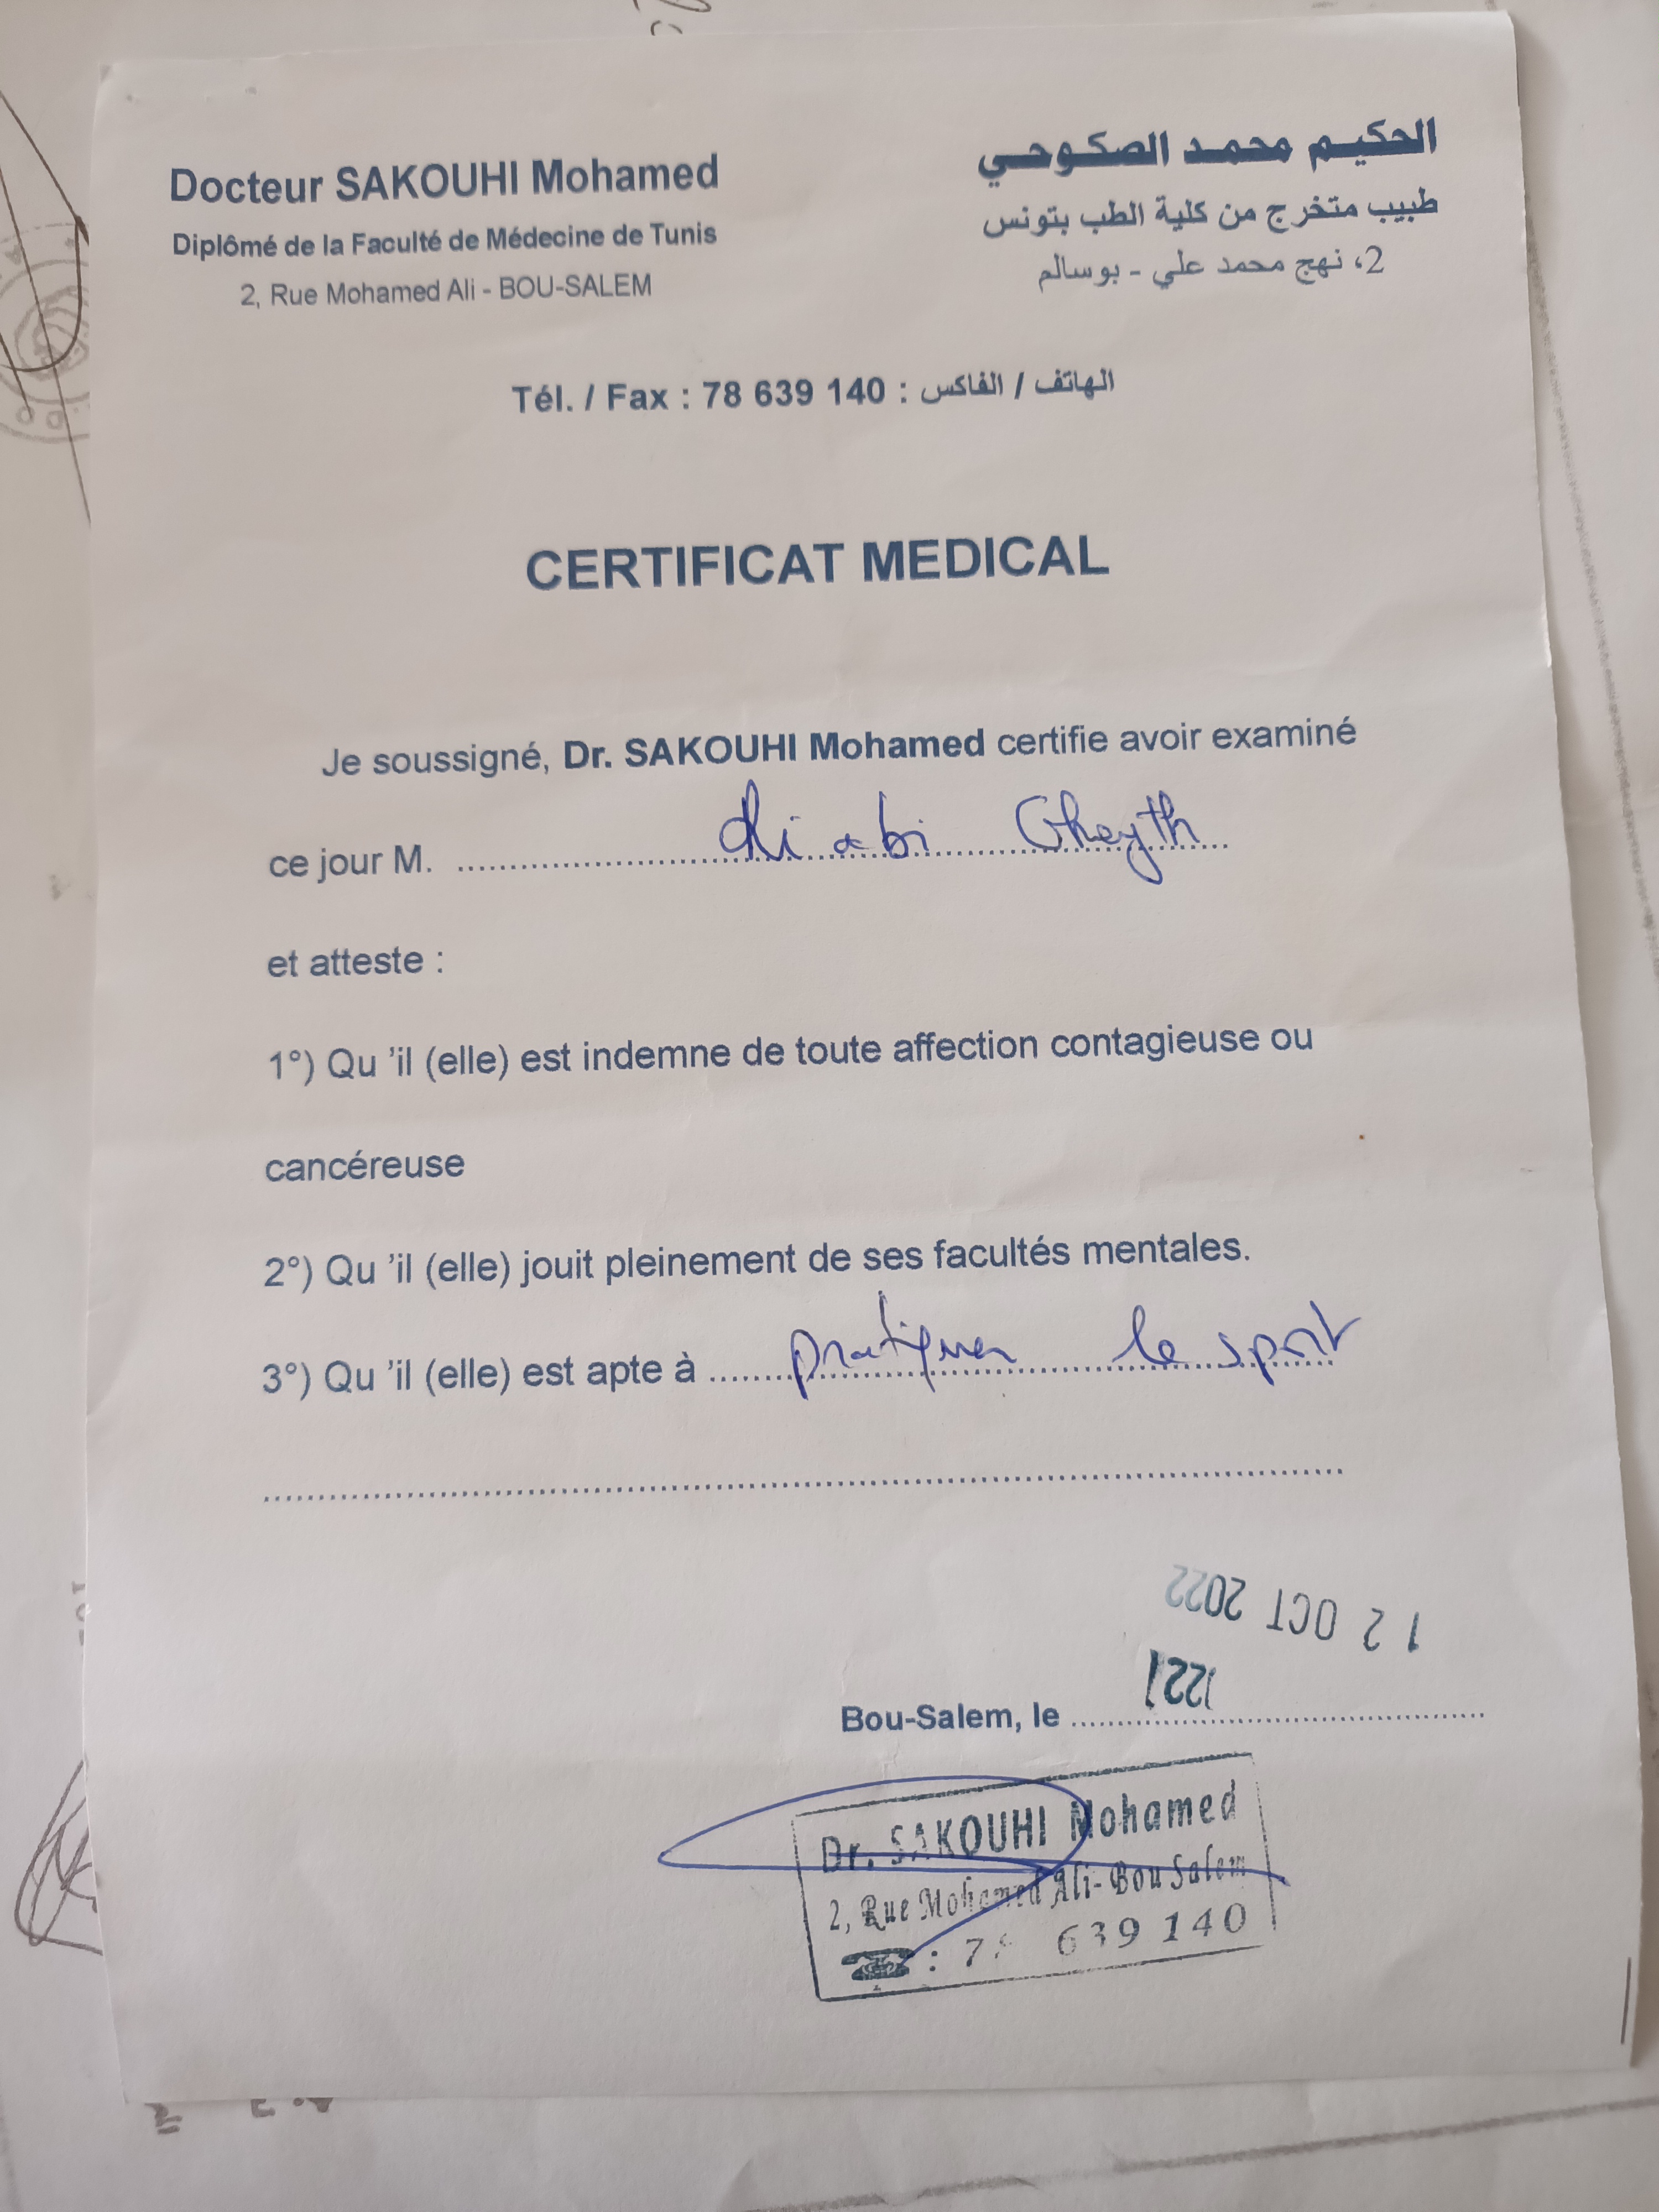 Docteur SAKOUHI Mohamed
Diplômé de la Faculté de Médecine de Tunis
2, Rue Mohamed Ali - BOU-SALEM
الحكيم محمد الصكوحي
طبيب متخرج من كلية الطب بتونس
2، نهج محمد علي - بوسالم
Tél. / Fax : 78 639 140 : الهاتف / الفاكس
CERTIFICAT MEDICAL
Je soussigné, Dr. SAKOUHI Mohamed certifie avoir examiné
ce jour M. Gheyth
et atteste :
1°) Qu 'il (elle) est indemne de toute affection contagieuse ou
cancéreuse
2°) Qu 'il (elle) jouit pleinement de ses facultés mentales.
3°) Qu 'il (elle) est apte à pratiquer le sport
12 OCT 2022
Bou-Salem, le
Dr. SAKOUHI Mohamed
2, Rue Mohamed Ali-Bou Salem
: 78 639 140